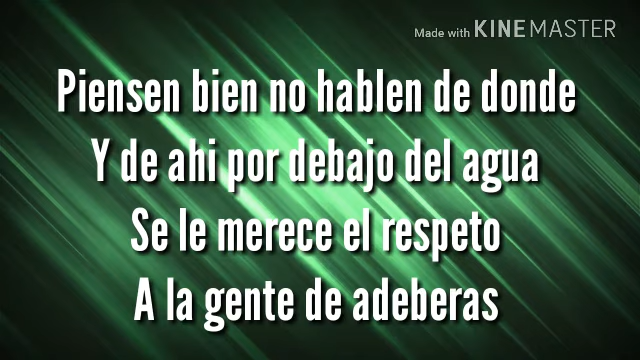 Made with KINEMASTER
Piensen bien no hablen de donde
Y de ahi por debajo del agua
Se le merece el respeto
A la gente de adeberas